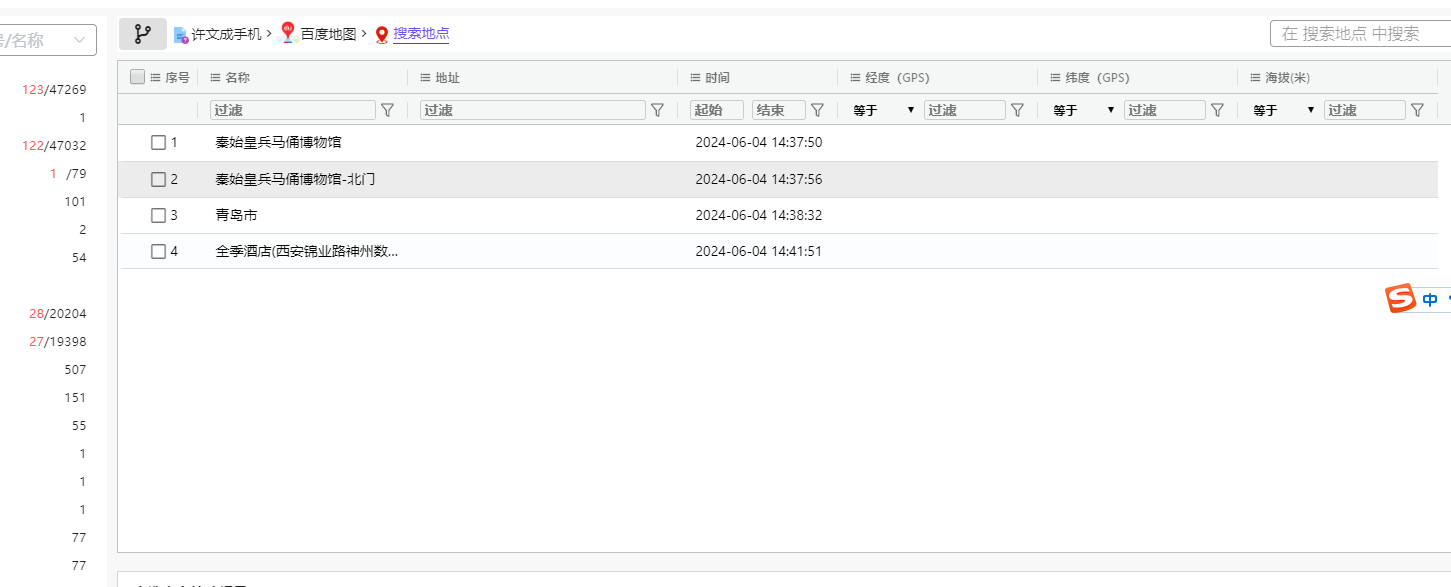 号/名称
许文成手机 > 百度地图 > 搜索地点
在 搜索地点 中搜索
序号 名称 地址 时间 经度（GPS） 纬度（GPS） 海拔(米)
过滤 过滤 起始 结束 等于 过滤 等于 过滤 等于 过滤
1 秦始皇兵马俑博物馆 2024-06-04 14:37:50
2 秦始皇兵马俑博物馆-北门 2024-06-04 14:37:56
3 青岛市 2024-06-04 14:38:32
4 全季酒店(西安锦业路神州数... 2024-06-04 14:41:51
123/47269
1
122/47032
1 /79
101
2
54
28/20204
27/19398
507
151
55
1
1
1
77
77
中